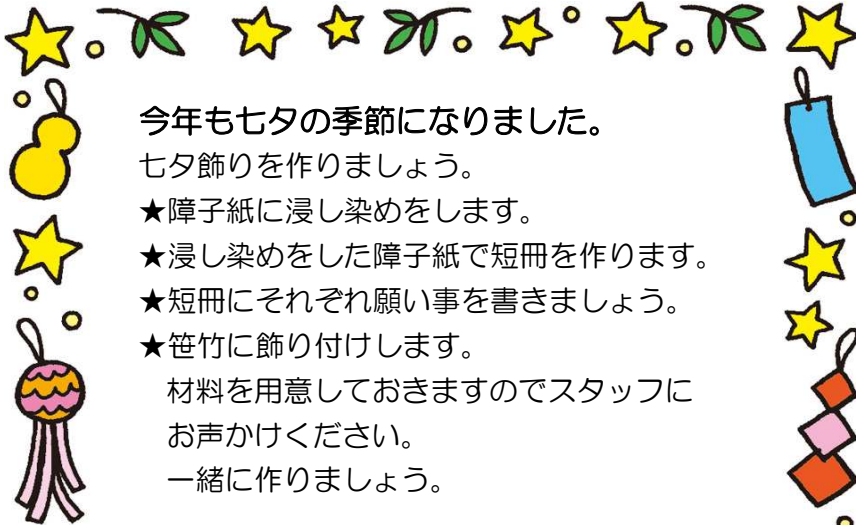 今年も七夕の季節になりました。
七夕飾りを作りましょう。
★障子紙に浸し染めをします。
★浸し染めをした障子紙で短冊を作ります。
★短冊にそれぞれ願い事を書きましょう。
★笹竹に飾り付けします。
材料を用意しておきますのでスタッフに
お声かけください。
一緒に作りましょう。